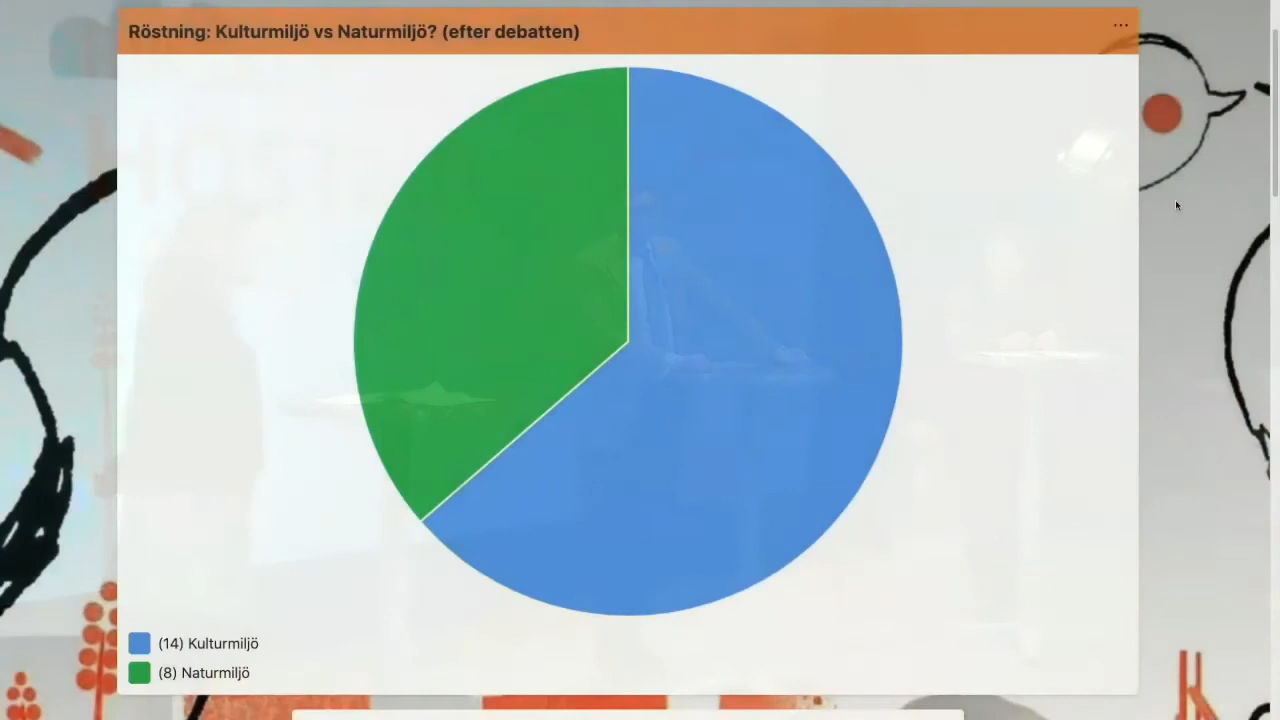 Röstning: Kulturmiljö vs Naturmiljö? (efter debatten)
(14) Kulturmiljö
(8) Naturmiljö